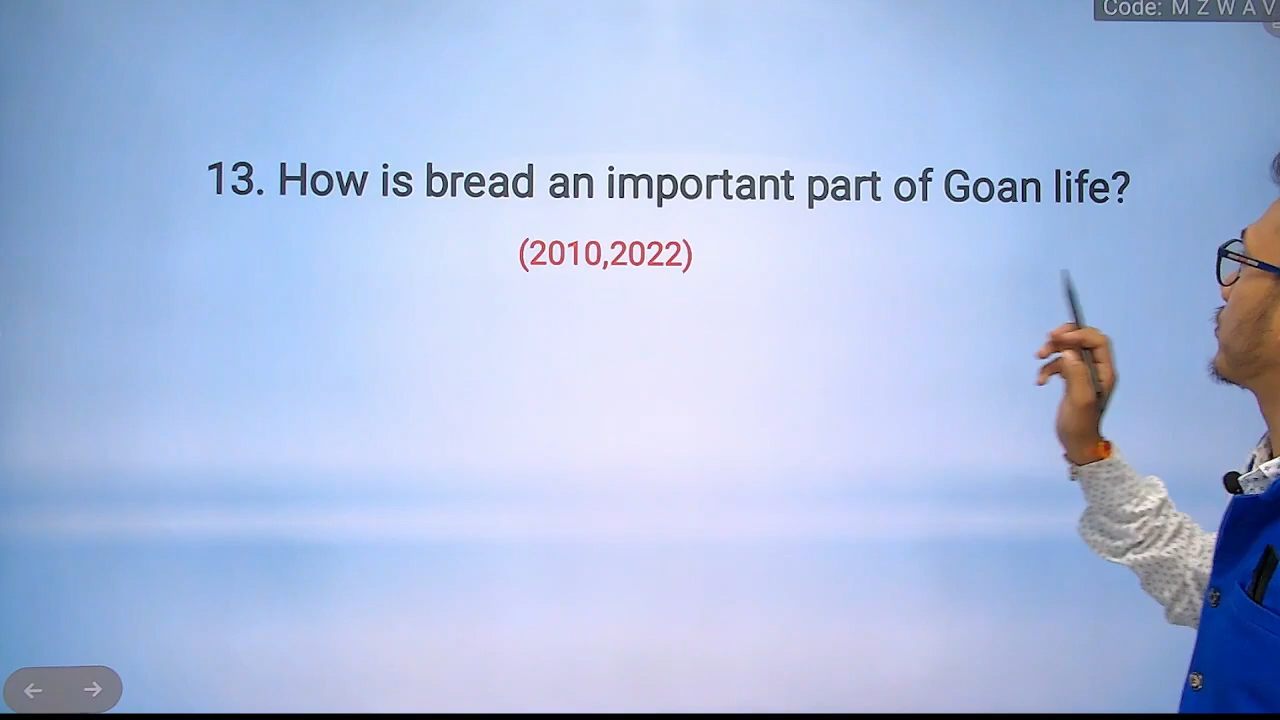 Code: M Z W A V
13. How is bread an important part of Goan life?
(2010,2022)